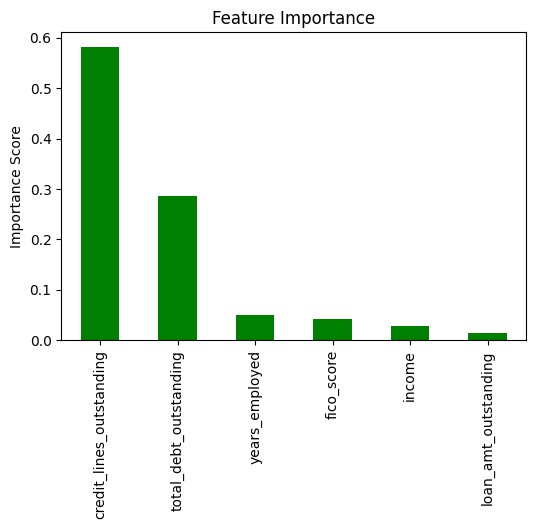 Feature Importance
Importance Score
0.6
0.5
0.4
0.3
0.2
0.1
0.0
credit_lines_outstanding
total_debt_outstanding
years_employed
fico_score
income
loan_amt_outstanding